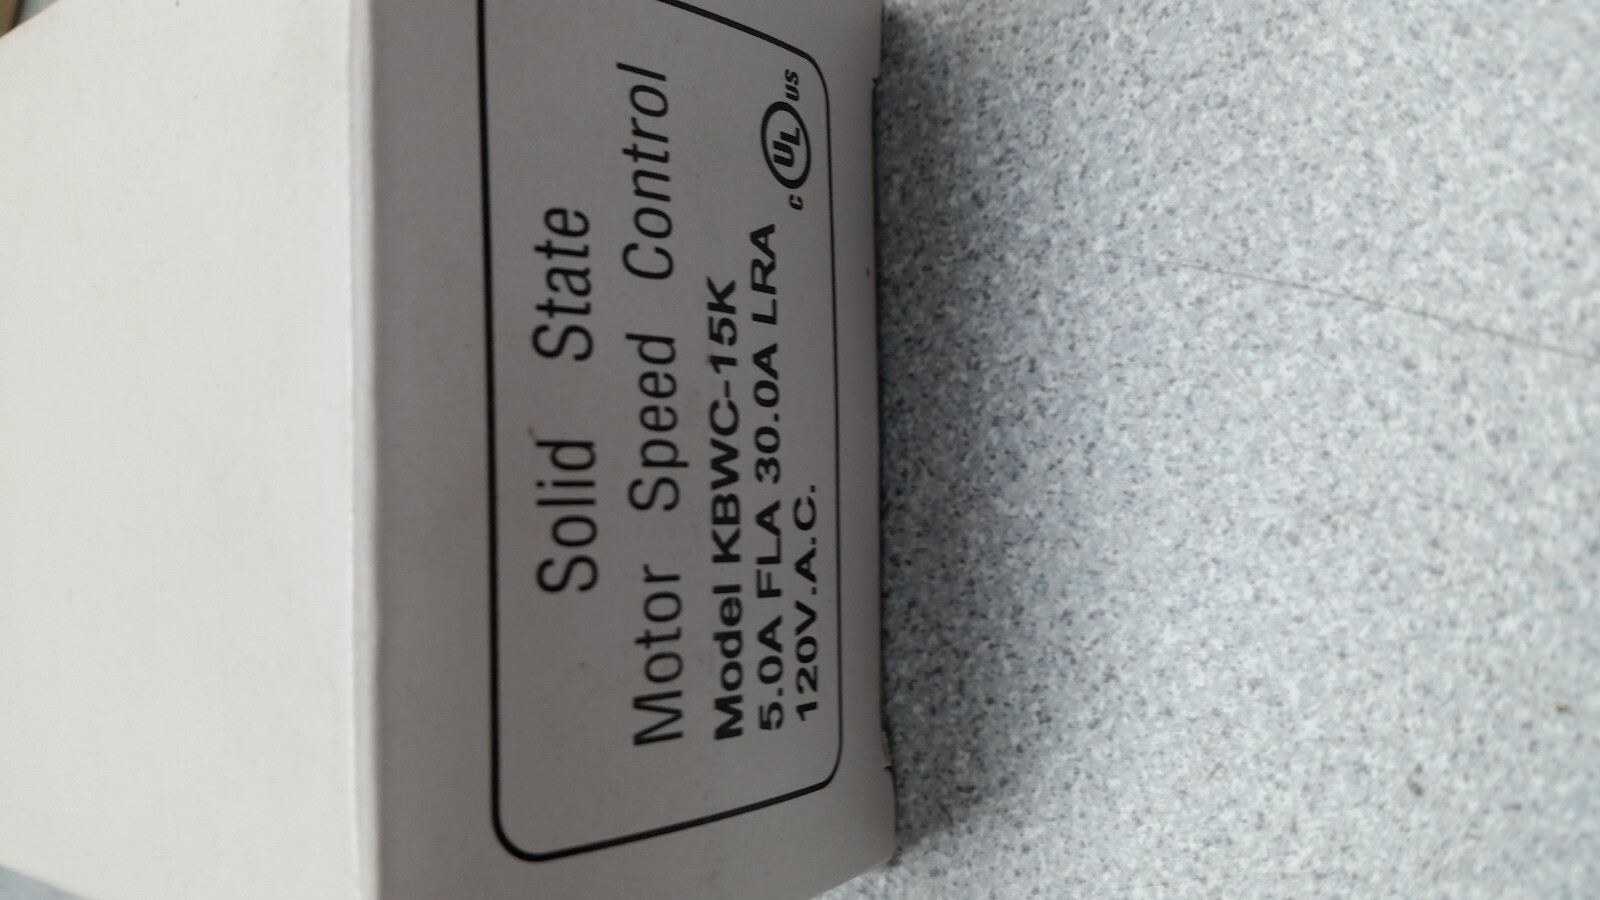 Solid State
Motor Speed Control
Model KBWC-15K
5.0A FLA 30.0A LRA
120V.A.C.
c UL us